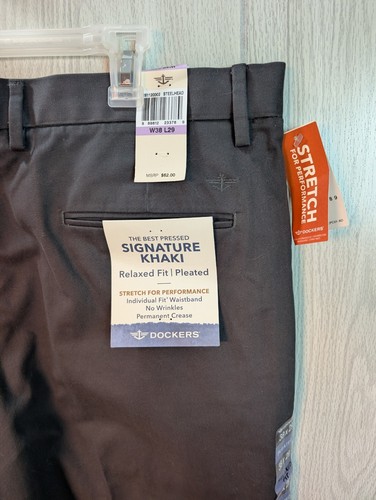 STEELHEAD
W38 L29
MSRP $62.00
THE BEST PRESSED
SIGNATURE
KHAKI
Relaxed Fit | Pleated
STRETCH FOR PERFORMANCE
Individual Fit® Waistband
No Wrinkles
Permanent Crease
DOCKERS
STRETCH
FOR PERFORMANCE
DOCKERS